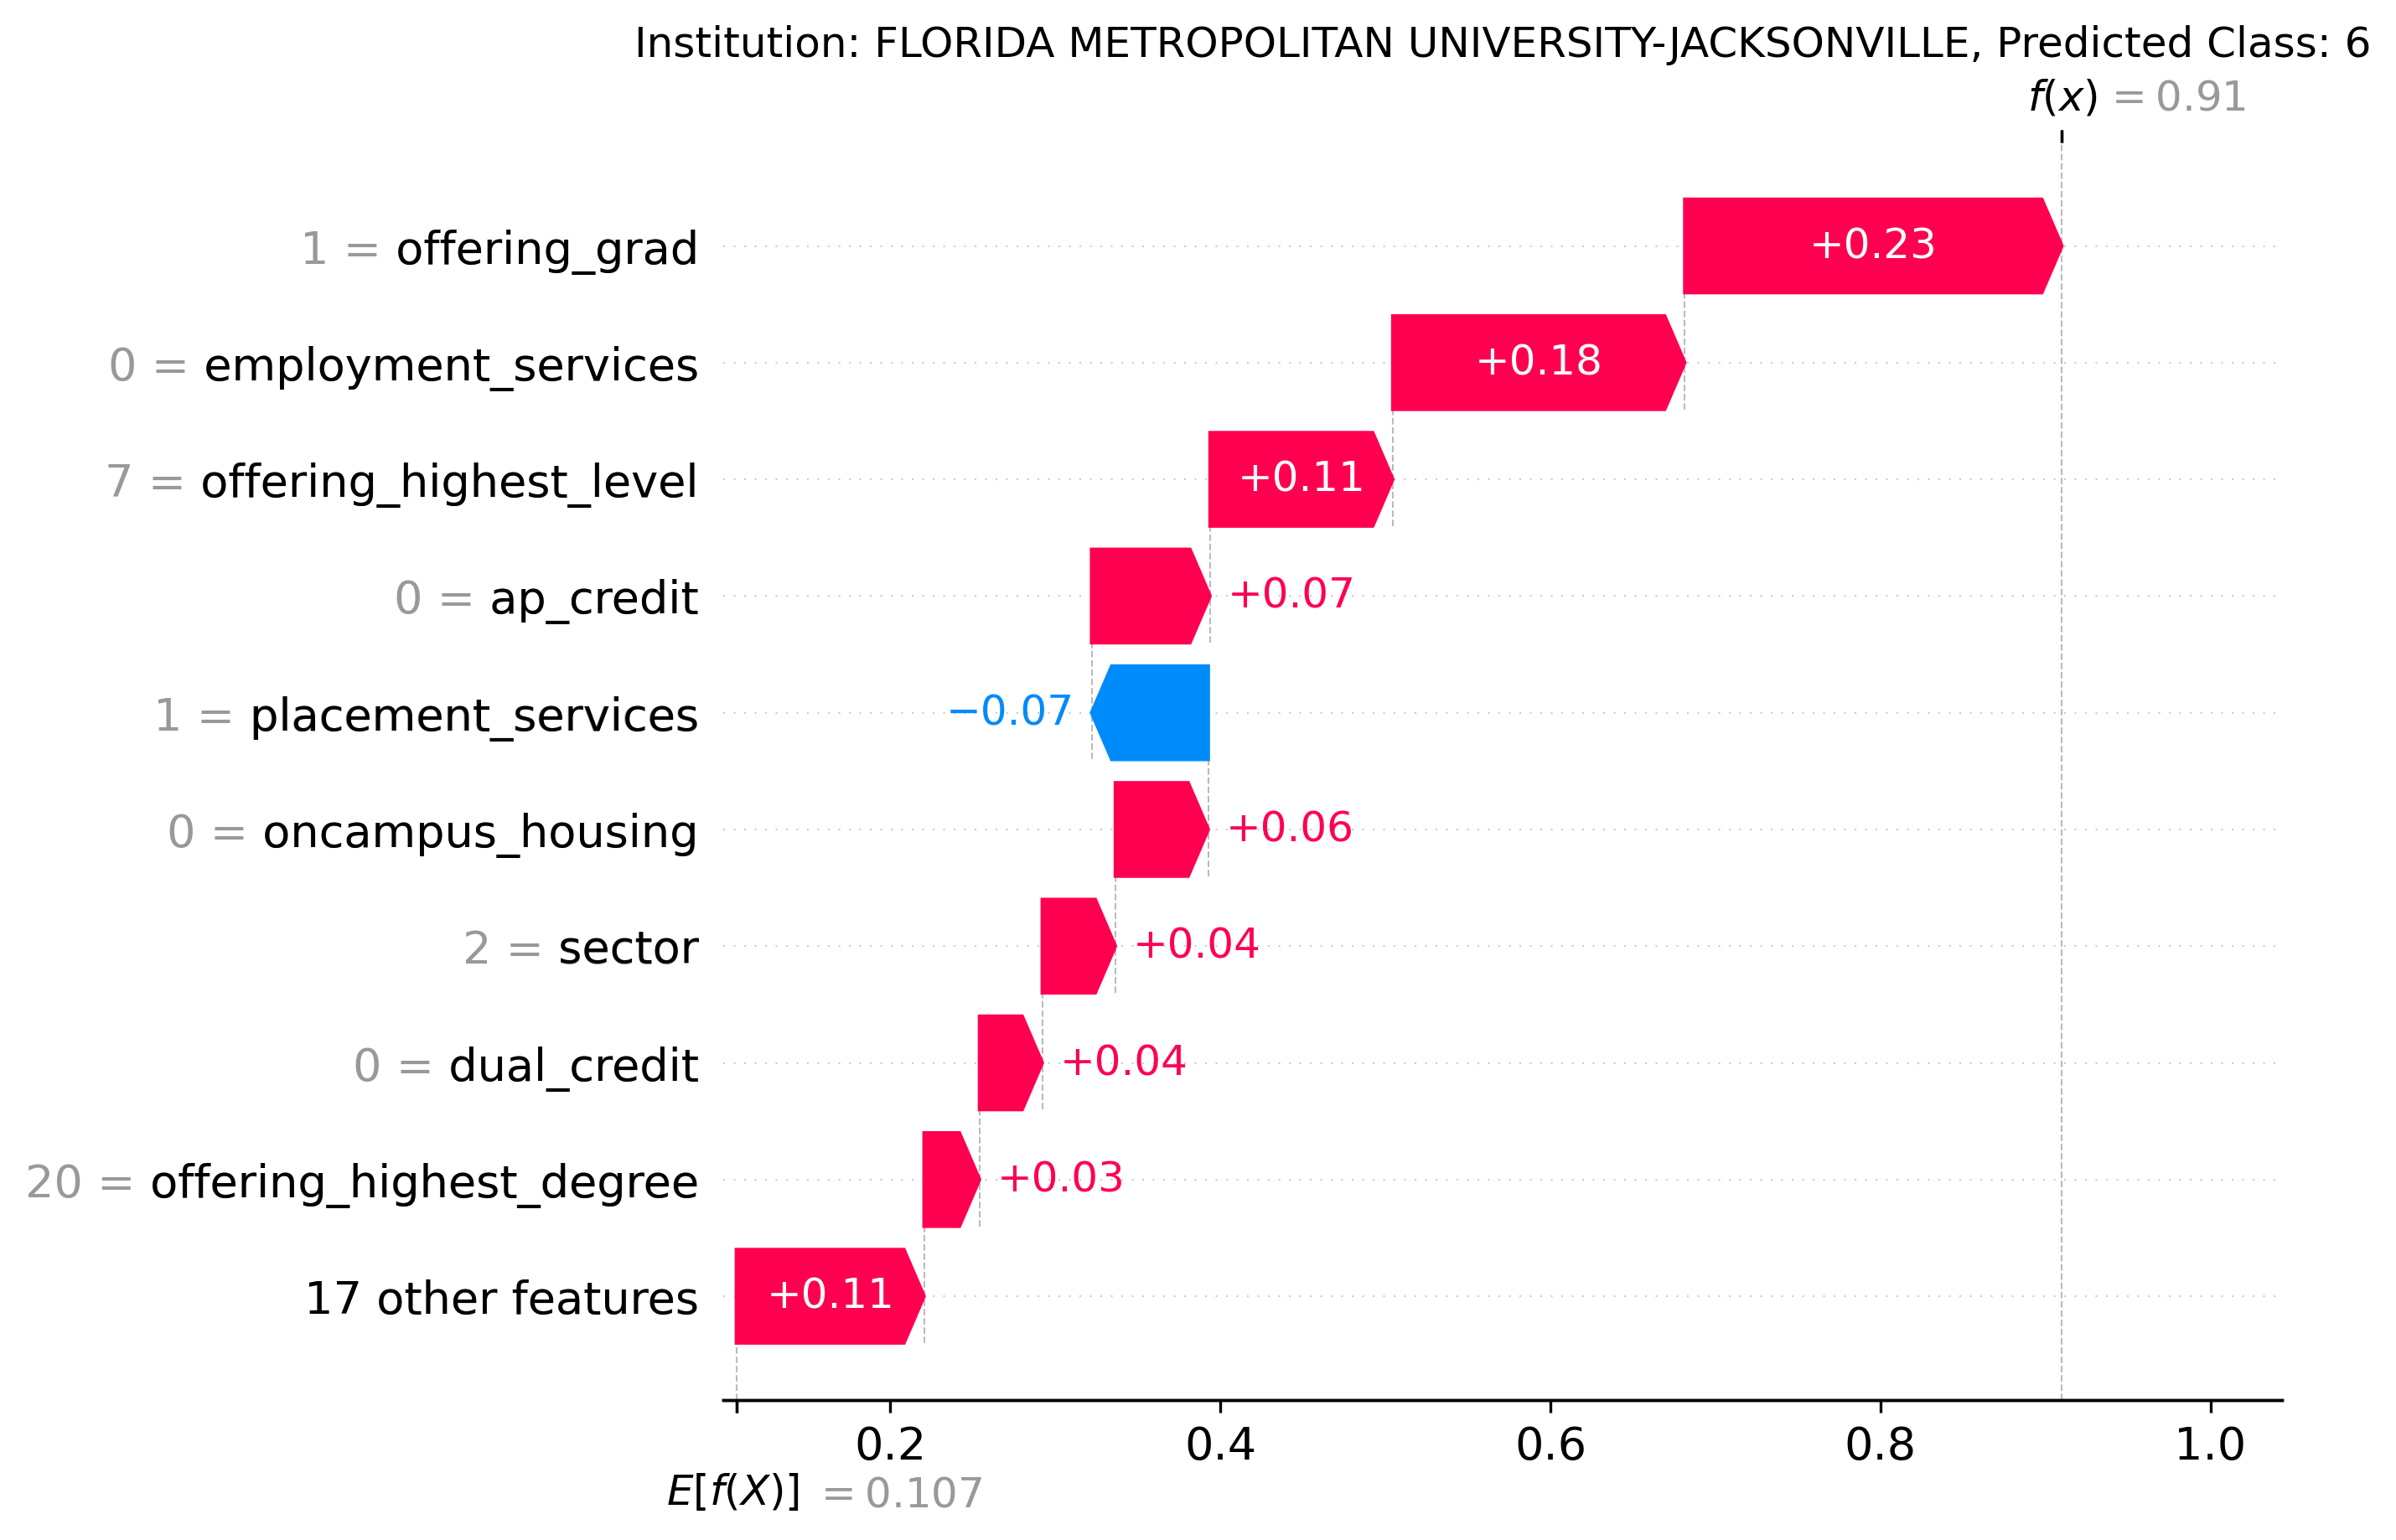 Institution: FLORIDA METROPOLITAN UNIVERSITY-JACKSONVILLE, Predicted Class: 6
f(x) = 0.91
1 = offering_grad +0.23
0 = employment_services +0.18
7 = offering_highest_level +0.11
0 = ap_credit +0.07
1 = placement_services −0.07
0 = oncampus_housing +0.06
2 = sector +0.04
0 = dual_credit +0.04
20 = offering_highest_degree +0.03
17 other features +0.11
0.2 0.4 0.6 0.8 1.0
E[f(X)] = 0.107